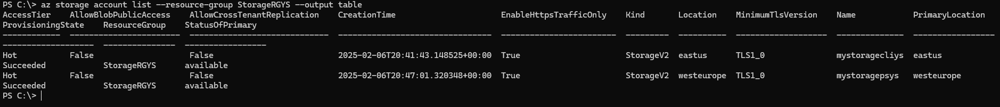 PS C:\> az storage account list --resource-group StorageRGYS --output table
AccessTier    AllowBlobPublicAccess    AllowCrossTenantReplication    CreationTime                      EnableHttpsTrafficOnly    Kind       Location    MinimumTlsVersion    Name            PrimaryLocation
ProvisioningState    ResourceGroup    StatusOfPrimary
------------  -----------------------  -----------------------------  --------------------------------  ------------------------  ---------  ----------  -------------------  --------------  -----------------
-------------------  ---------------  -----------------
Hot           False                    False                          2025-02-06T20:41:43.148525+00:00  True                      StorageV2  eastus      TLS1_0               mystoragecliys  eastus
Succeeded            StorageRGYS      available
Hot           False                    False                          2025-02-06T20:47:01.320348+00:00  True                      StorageV2  westeurope  TLS1_0               mystoragepsys   westeurope
Succeeded            StorageRGYS      available
PS C:\>